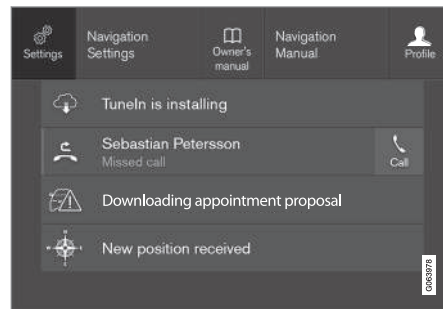 Settings
Navigation
Settings
Owner's
manual
Navigation
Manual
Profile
TuneIn is installing
Sebastian Petersson
Missed call
Call
Downloading appointment proposal
New position received
G063978